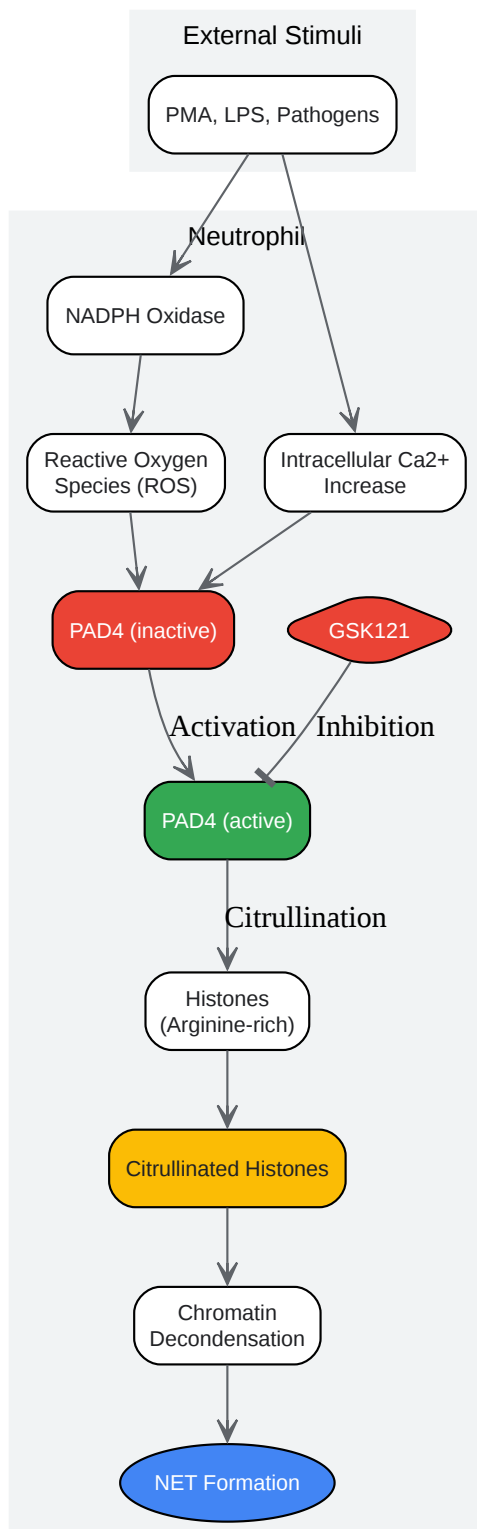 External Stimuli
PMA, LPS, Pathogens
Neutrophil
NADPH Oxidase
Reactive Oxygen
Species (ROS)
Intracellular Ca2+
Increase
PAD4 (inactive)
GSK121
Activation
Inhibition
PAD4 (active)
Citrullination
Histones
(Arginine-rich)
Citrullinated Histones
Chromatin
Decondensation
NET Formation